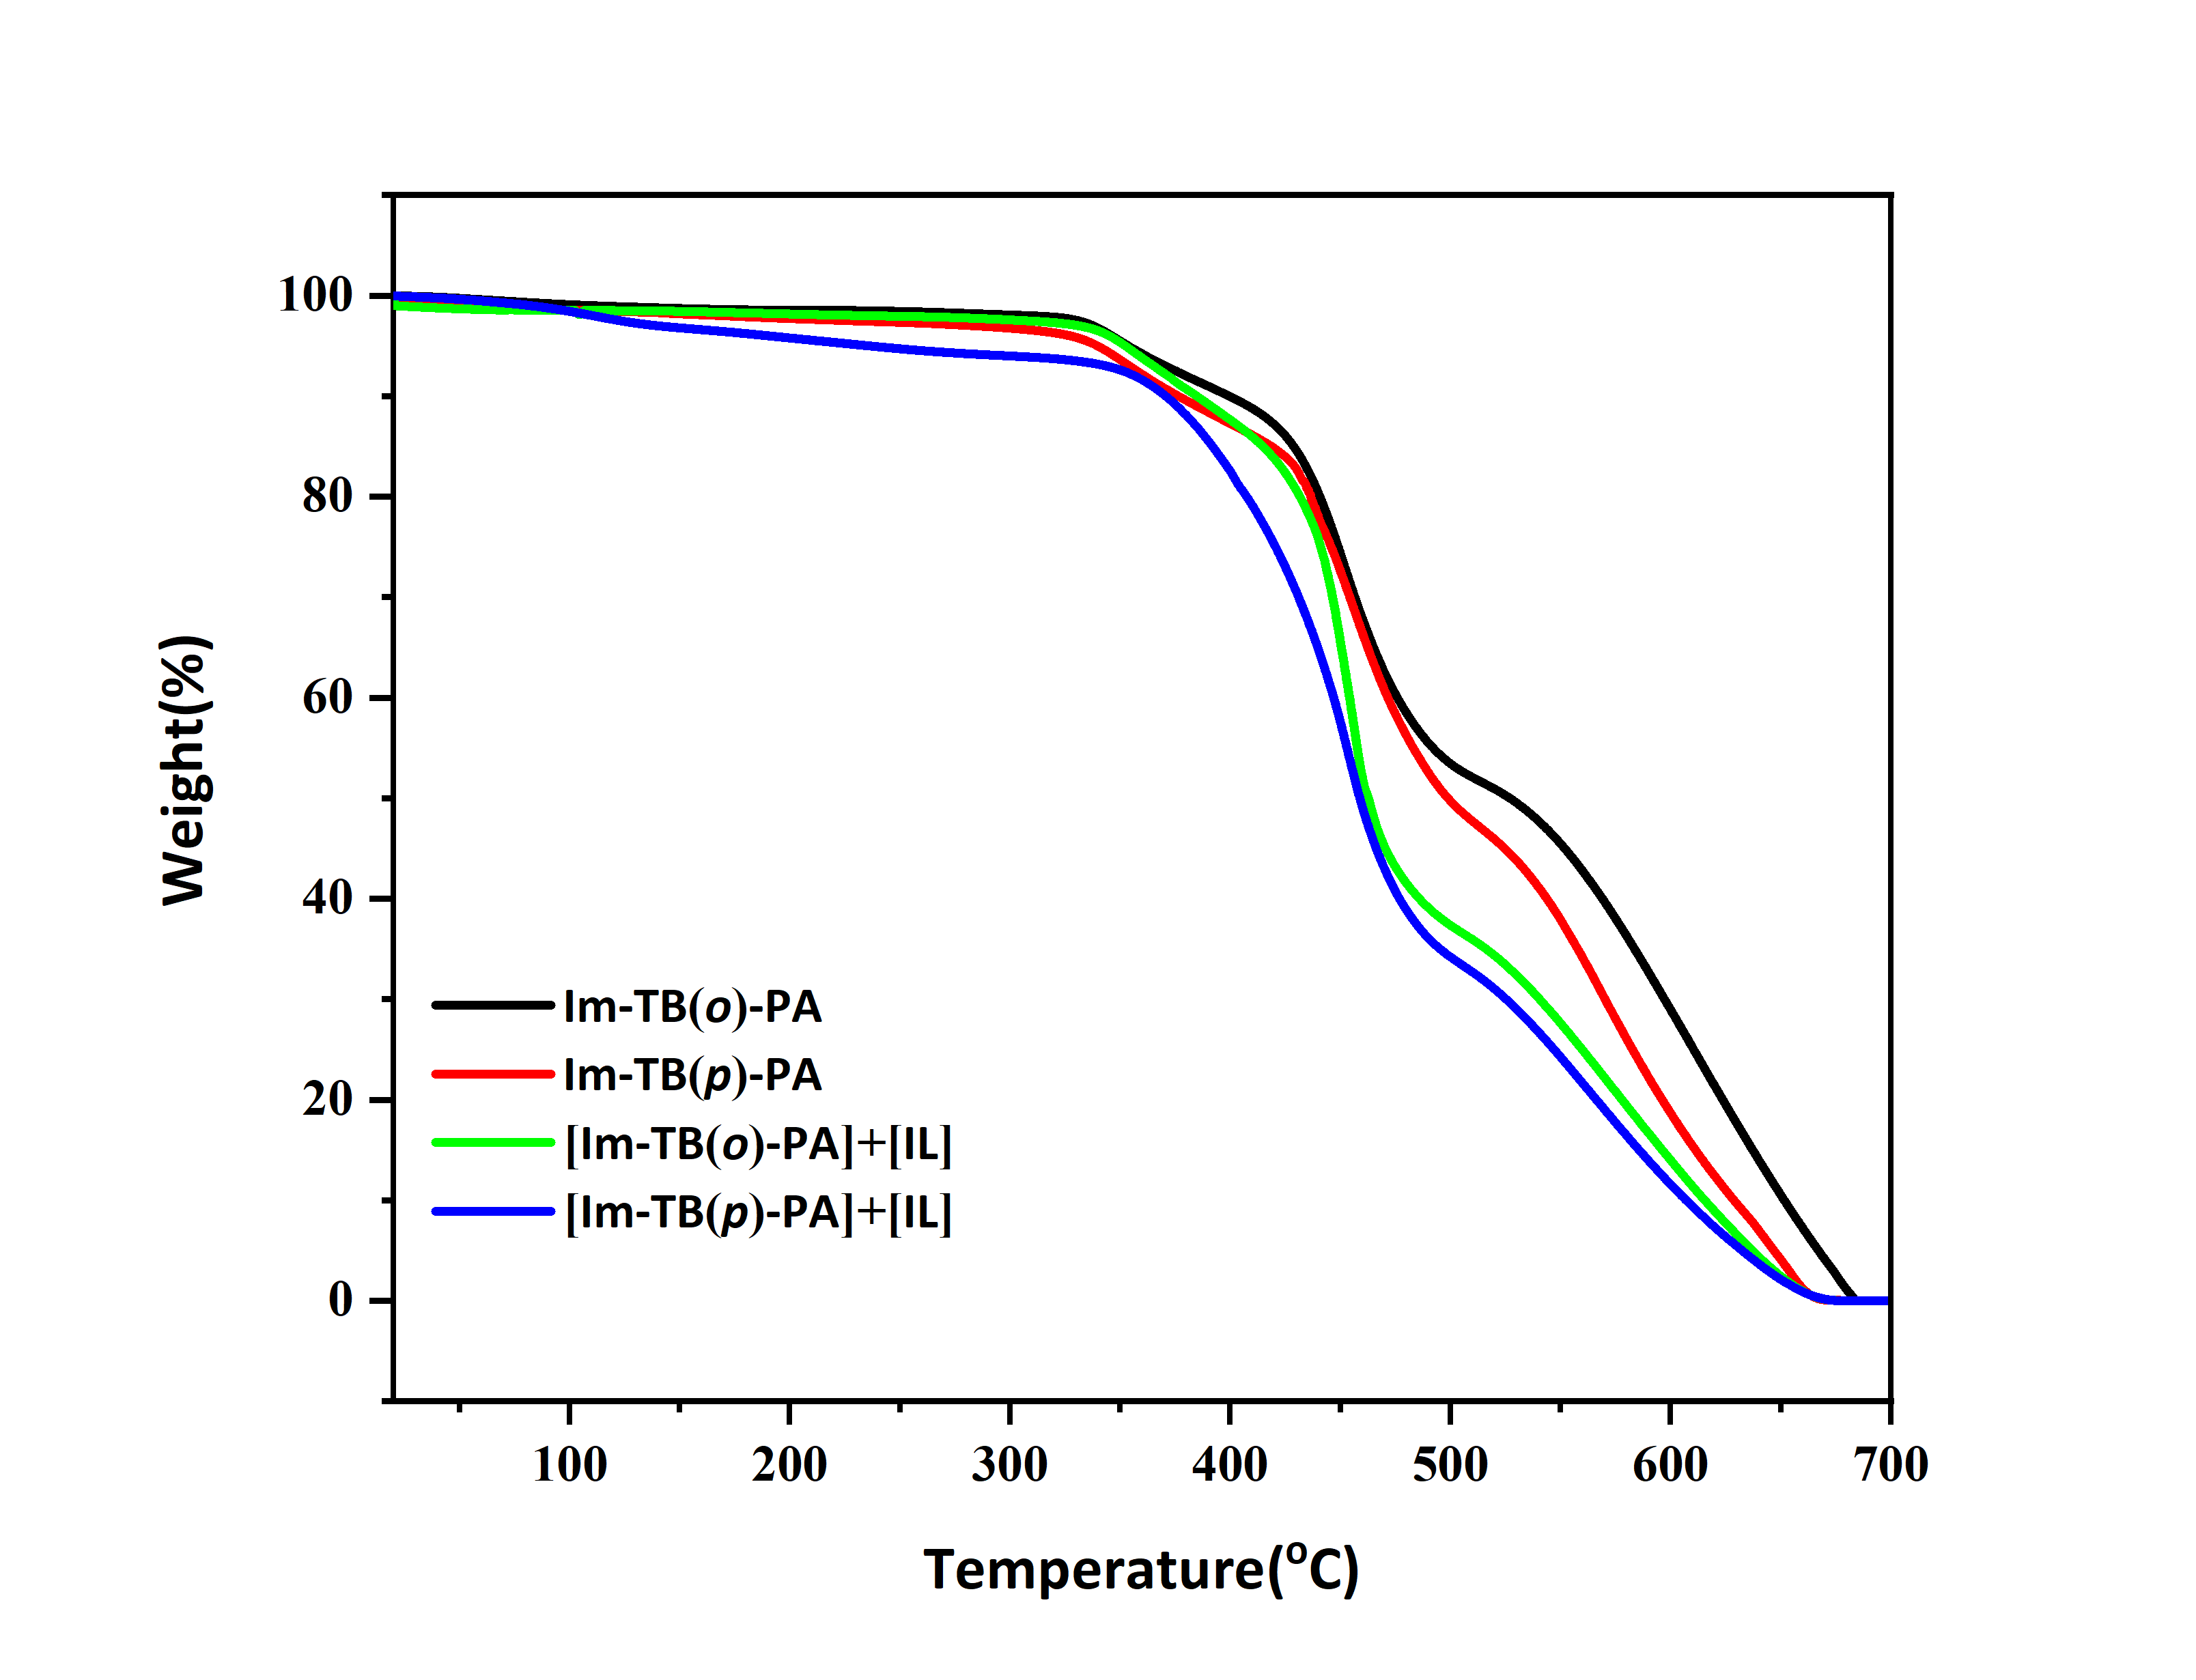 100
80
60
40
20
0
Weight(%)
Im-TB(o)-PA
Im-TB(p)-PA
[Im-TB(o)-PA]+[IL]
[Im-TB(p)-PA]+[IL]
100 200 300 400 500 600 700
Temperature(°C)